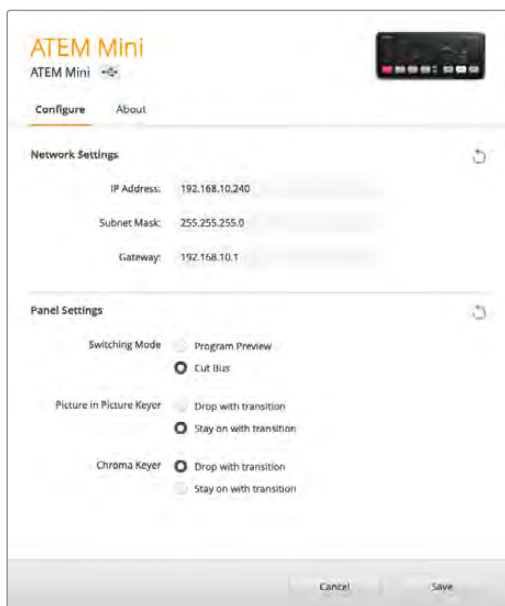 ATEM Mini
ATEM Mini
Configure About
Network Settings
IP Address: 192.168.10.240
Subnet Mask: 255.255.255.0
Gateway: 192.168.10.1
Panel Settings
Switching Mode Program Preview
Cut Bus
Picture in Picture Keyer Drop with transition
Stay on with transition
Chroma Keyer Drop with transition
Stay on with transition
Cancel Save